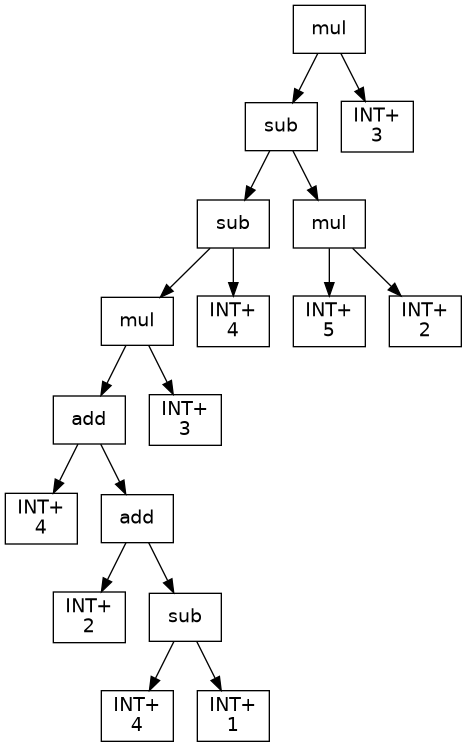 mul
sub
INT+
3
sub
mul
mul
INT+
4
INT+
5
INT+
2
add
INT+
3
INT+
4
add
INT+
2
sub
INT+
4
INT+
1